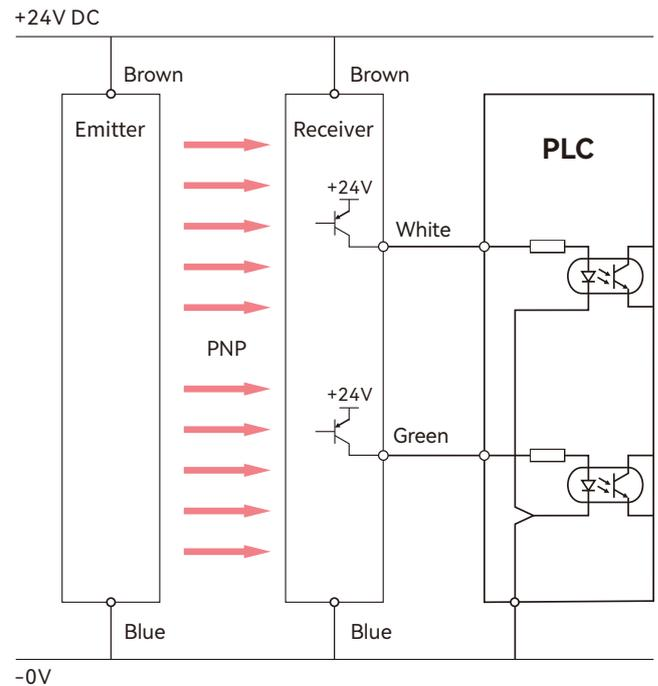 +24V DC
Brown
Brown
Emitter
Receiver
PLC
+24V
White
PNP
+24V
Green
Blue
Blue
-0V